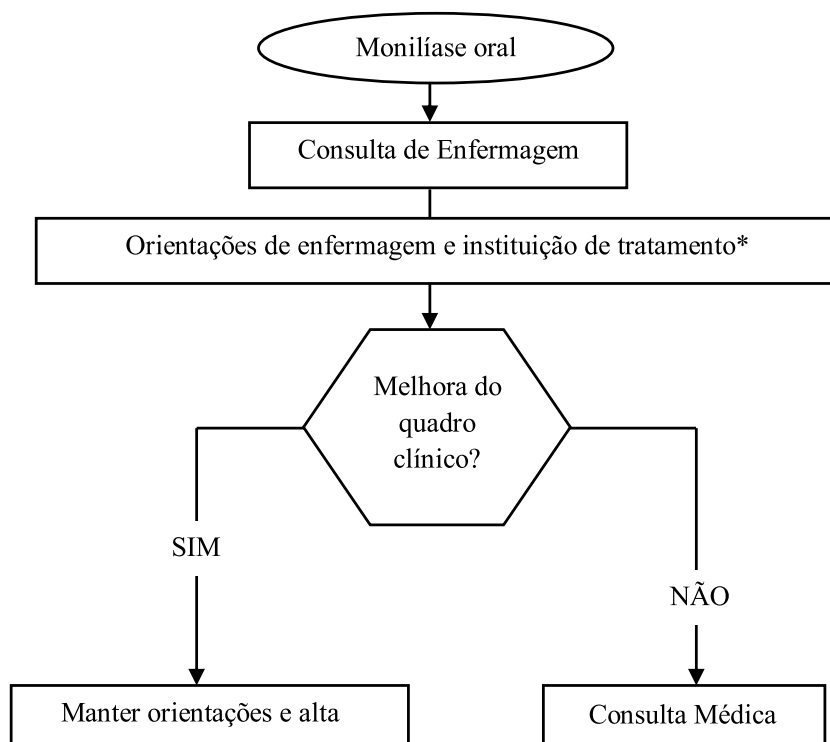 Monilíase oral
Consulta de Enfermagem
Orientações de enfermagem e instituição de tratamento*
Melhora do
quadro
clínico?
SIM
NÃO
Manter orientações e alta
Consulta Médica